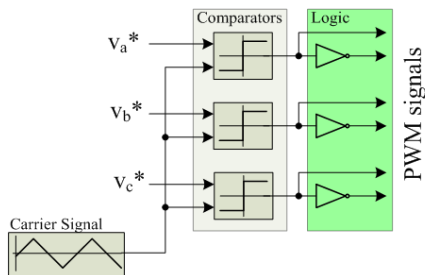 Comparators
Logic
va*
vb*
vc*
PWM signals
Carrier Signal